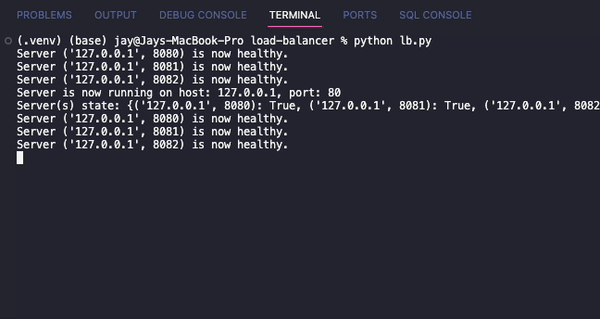 PROBLEMS OUTPUT DEBUG CONSOLE TERMINAL PORTS SQL CONSOLE
(.venv) (base) jay@Jays-MacBook-Pro load-balancer % python lb.py
Server ('127.0.0.1', 8080) is now healthy.
Server ('127.0.0.1', 8081) is now healthy.
Server ('127.0.0.1', 8082) is now healthy.
Server is now running on host: 127.0.0.1, port: 80
Server(s) state: {('127.0.0.1', 8080): True, ('127.0.0.1', 8081): True, ('127.0.0.1', 8082
Server ('127.0.0.1', 8080) is now healthy.
Server ('127.0.0.1', 8081) is now healthy.
Server ('127.0.0.1', 8082) is now healthy.